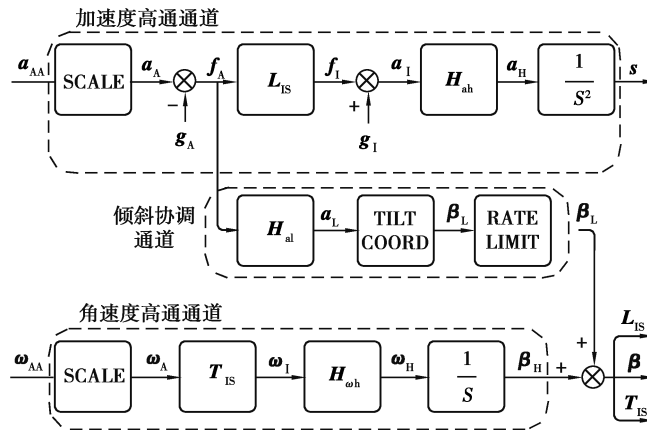 加速度高通通道
a_AA SCALE a_A f_A L_IS f_I a_I H_ah a_H 1/S² s
− +
g_A g_I
倾斜协调
通道
H_al a_L TILT COORD β_L RATE LIMIT β_L
角速度高通通道
ω_AA SCALE ω_A T_IS ω_I H_ωh ω_H 1/S β_H + +
L_IS
β
T_IS